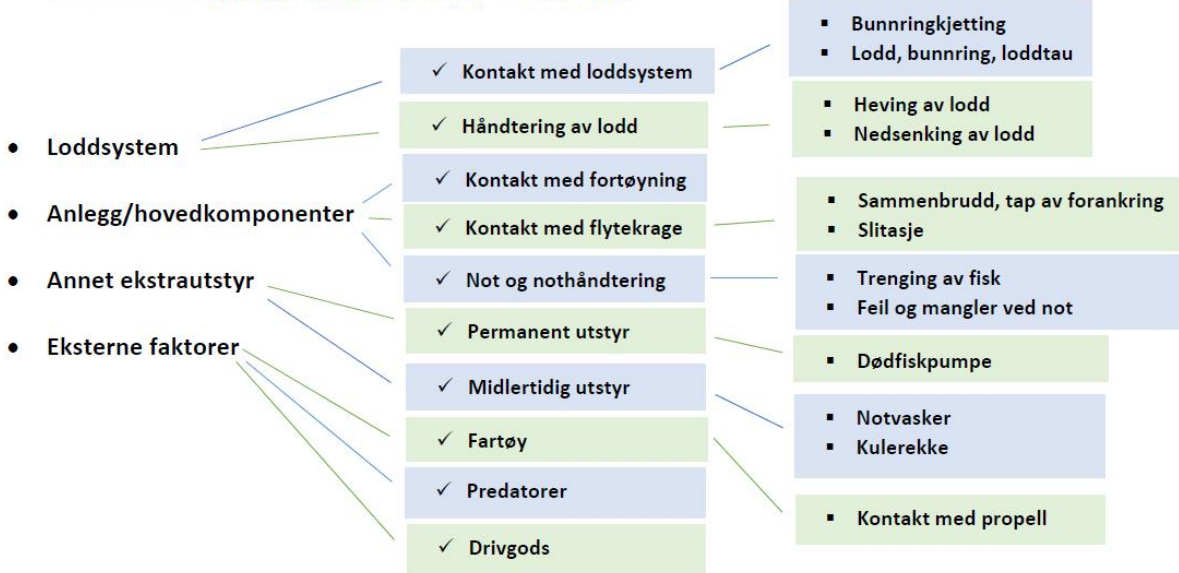 • Loddsystem
• Anlegg/hovedkomponenter
• Annet ekstrautstyr
• Eksterne faktorer
✓ Kontakt med loddsystem
✓ Håndtering av lodd
✓ Kontakt med fortøyning
✓ Kontakt med flytekrage
✓ Not og nothåndtering
✓ Permanent utstyr
✓ Midlertidig utstyr
✓ Fartøy
✓ Predatorer
✓ Drivgods
▪ Bunnringkjetting
▪ Lodd, bunnring, loddtau
▪ Heving av lodd
▪ Nedsenking av lodd
▪ Sammenbrudd, tap av forankring
▪ Slitasje
▪ Trenging av fisk
▪ Feil og mangler ved not
▪ Dødfiskpumpe
▪ Notvasker
▪ Kulerekke
▪ Kontakt med propell